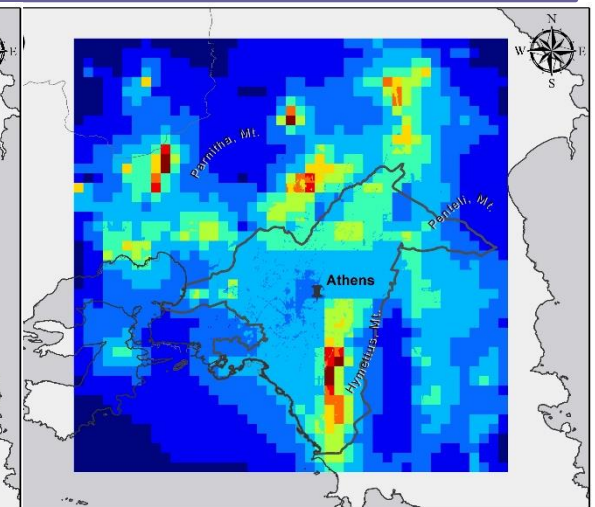 N
E
W
E
S
Parnitha, Mt.
Penteli, Mt.
Athens
Hymettus, Mt.